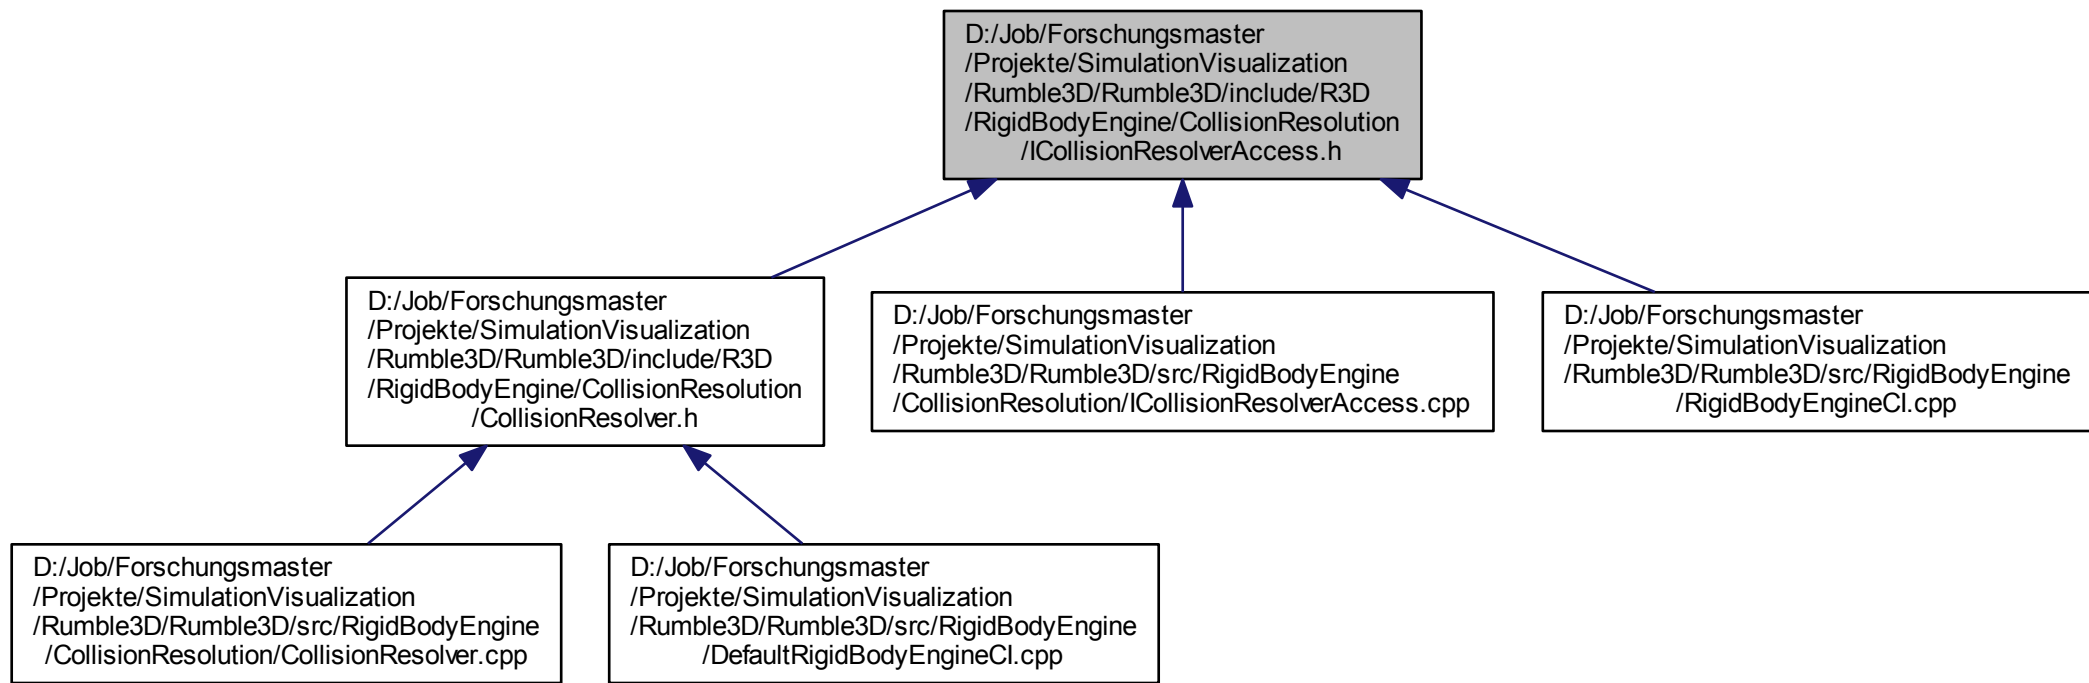 D:/Job/Forschungsmaster
/Projekte/SimulationVisualization
/Rumble3D/Rumble3D/include/R3D
/RigidBodyEngine/CollisionResolution
/ICollisionResolverAccess.h
D:/Job/Forschungsmaster
/Projekte/SimulationVisualization
/Rumble3D/Rumble3D/include/R3D
/RigidBodyEngine/CollisionResolution
/CollisionResolver.h
D:/Job/Forschungsmaster
/Projekte/SimulationVisualization
/Rumble3D/Rumble3D/src/RigidBodyEngine
/CollisionResolution/ICollisionResolverAccess.cpp
D:/Job/Forschungsmaster
/Projekte/SimulationVisualization
/Rumble3D/Rumble3D/src/RigidBodyEngine
/RigidBodyEngineCI.cpp
D:/Job/Forschungsmaster
/Projekte/SimulationVisualization
/Rumble3D/Rumble3D/src/RigidBodyEngine
/CollisionResolution/CollisionResolver.cpp
D:/Job/Forschungsmaster
/Projekte/SimulationVisualization
/Rumble3D/Rumble3D/src/RigidBodyEngine
/DefaultRigidBodyEngineCI.cpp